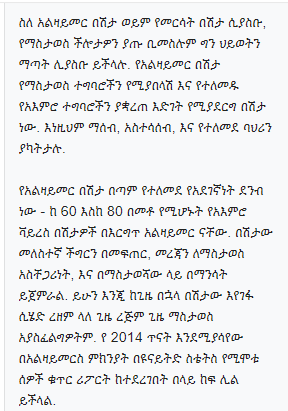 ስለ አልዛይመር በሽታ ወይም የመርሳት በሽታ ሲያስቡ,
የማስታወስ ችሎታዎን ያጡ ቢመስሉም ግን ህይወትን
ማጣት ሊያስቡ ይችላሉ. የአልዛይመር በሽታ
የማስታወስ ተግባሮችን የሚያበላሽ እና የተለመዱ
የአእምሮ ተግባሮችን ያቋረጠ እድገት የሚያደርግ በሽታ
ነው. እነዚህም ማሰብ, አስተሳሰብ, እና የተለመደ ባህሪን
ያካትታሉ.
የአልዛይመር በሽታ በጣም የተለመደ የአደገኛነት ደንብ
ነው - ከ 60 እስከ 80 በመቶ የሚሆኑት የአእምሮ
ቫይረስ በሽታዎች በእርግጥ አልዛይመር ናቸው. በሽታው
መለስተኛ ችግርን በመፍጠር, መረጃን ለማስታወስ
አስቸጋሪነት, እና በማስታወሻው ላይ በማንሳት
ይጀምራል. ይሁን እንጂ ከጊዜ በኋላ በሽታው እየገፋ
ሲሄድ ረዘም ላለ ጊዜ ረጅም ጊዜ ማስታወስ
አያስፈልግዎትም. የ 2014 ጥናት እንደሚያሳየው
በአልዛይመርስ ምክንያት በዩናይትድ ስቴትስ የሚሞቱ
ሰዎች ቁጥር ሪፖርት ከተደረገበት በላይ ከፍ ሊል
ይችላል.